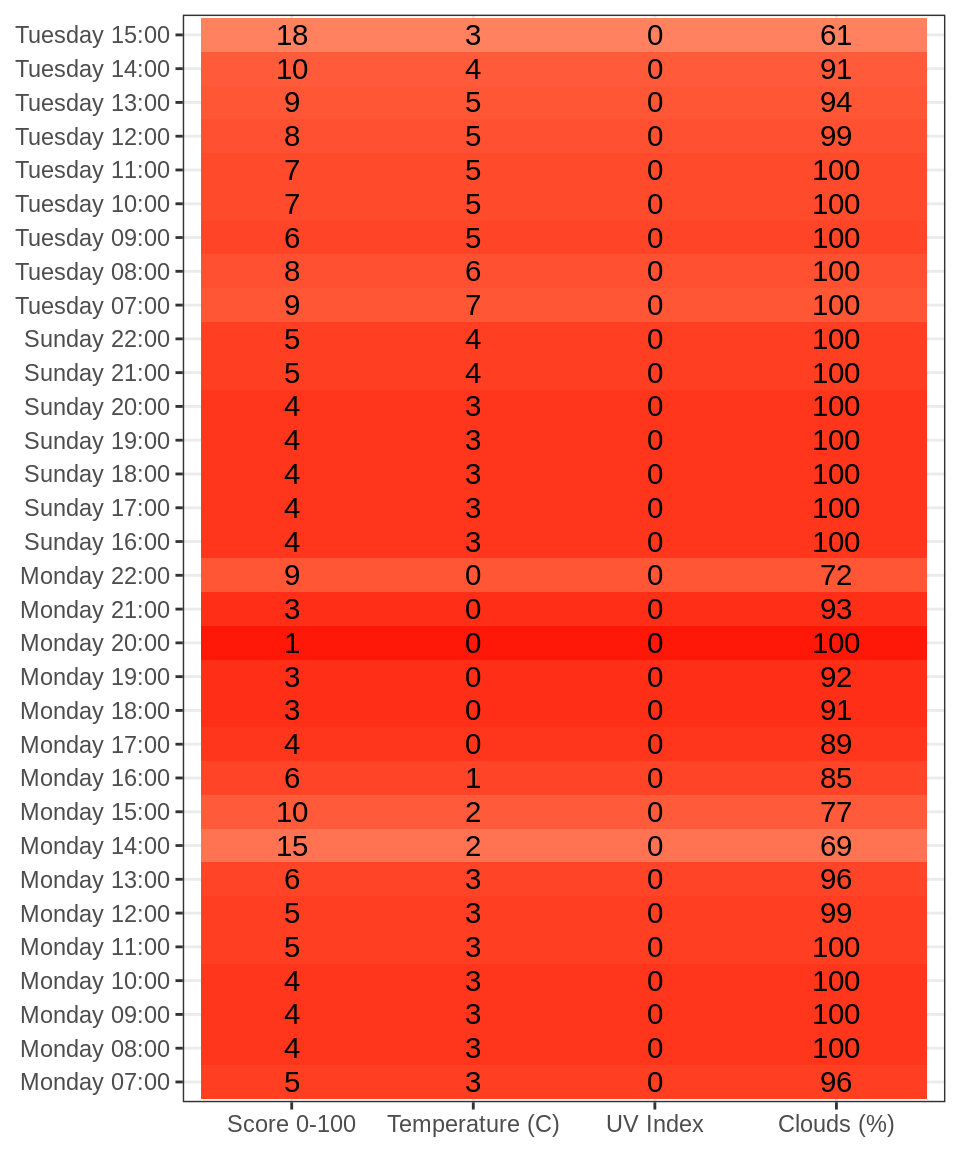 Tuesday 15:00 18 3 0 61
Tuesday 14:00 10 4 0 91
Tuesday 13:00 9 5 0 94
Tuesday 12:00 8 5 0 99
Tuesday 11:00 7 5 0 100
Tuesday 10:00 7 5 0 100
Tuesday 09:00 6 5 0 100
Tuesday 08:00 8 6 0 100
Tuesday 07:00 9 7 0 100
Sunday 22:00 5 4 0 100
Sunday 21:00 5 4 0 100
Sunday 20:00 4 3 0 100
Sunday 19:00 4 3 0 100
Sunday 18:00 4 3 0 100
Sunday 17:00 4 3 0 100
Sunday 16:00 4 3 0 100
Monday 22:00 9 0 0 72
Monday 21:00 3 0 0 93
Monday 20:00 1 0 0 100
Monday 19:00 3 0 0 92
Monday 18:00 3 0 0 91
Monday 17:00 4 0 0 89
Monday 16:00 6 1 0 85
Monday 15:00 10 2 0 77
Monday 14:00 15 2 0 69
Monday 13:00 6 3 0 96
Monday 12:00 5 3 0 99
Monday 11:00 5 3 0 100
Monday 10:00 4 3 0 100
Monday 09:00 4 3 0 100
Monday 08:00 4 3 0 100
Monday 07:00 5 3 0 96
Score 0-100 Temperature (C) UV Index Clouds (%)